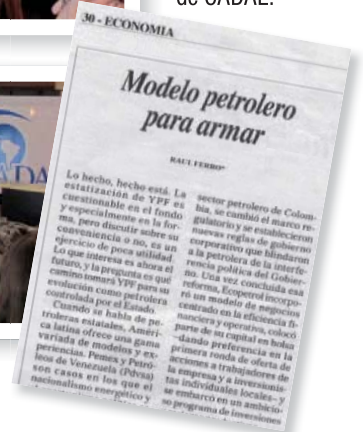 de CADAL.
30 - ECONOMIA
Modelo petrolero
para armar
RAUL FERRO*
Lo hecho, hecho está. La
estatización de YPF es
cuestionable en el fondo
y especialmente en la for-
ma, pero discutir sobre su
conveniencia o no, es un
ejercicio de poca utilidad.
Lo que interesa es ahora el
futuro, y la pregunta es qué
camino tomará YPF para su
evolución como petrolera
controlada por el Estado.
Cuando se habla de pe-
troleras estatales, Améri-
ca latina ofrece una gama
variada de modelos y ex-
periencias. Pemex y Petró-
leos de Venezuela (Pdvsa)
son casos en los que el
nacionalismo energético y
sector petrolero de Colom-
bia, se cambió el marco re-
gulatorio y se establecieron
nuevas reglas de gobierno
corporativo que blindaron
a la petrolera de la interfe-
rencia política del Gobier-
no. Una vez concluida esa
reforma, Ecopetrol incorpo-
ró un modelo de negocios
centrado en la eficiencia fi-
nanciera y operativa, colocó
parte de su capital en bolsa
–dando preferencia en la
primera ronda de oferta de
acciones a trabajadores de
la empresa y a inversionis-
tas individuales locales– y
se embarcó en un ambicio-
so programa de inversiones
CADA